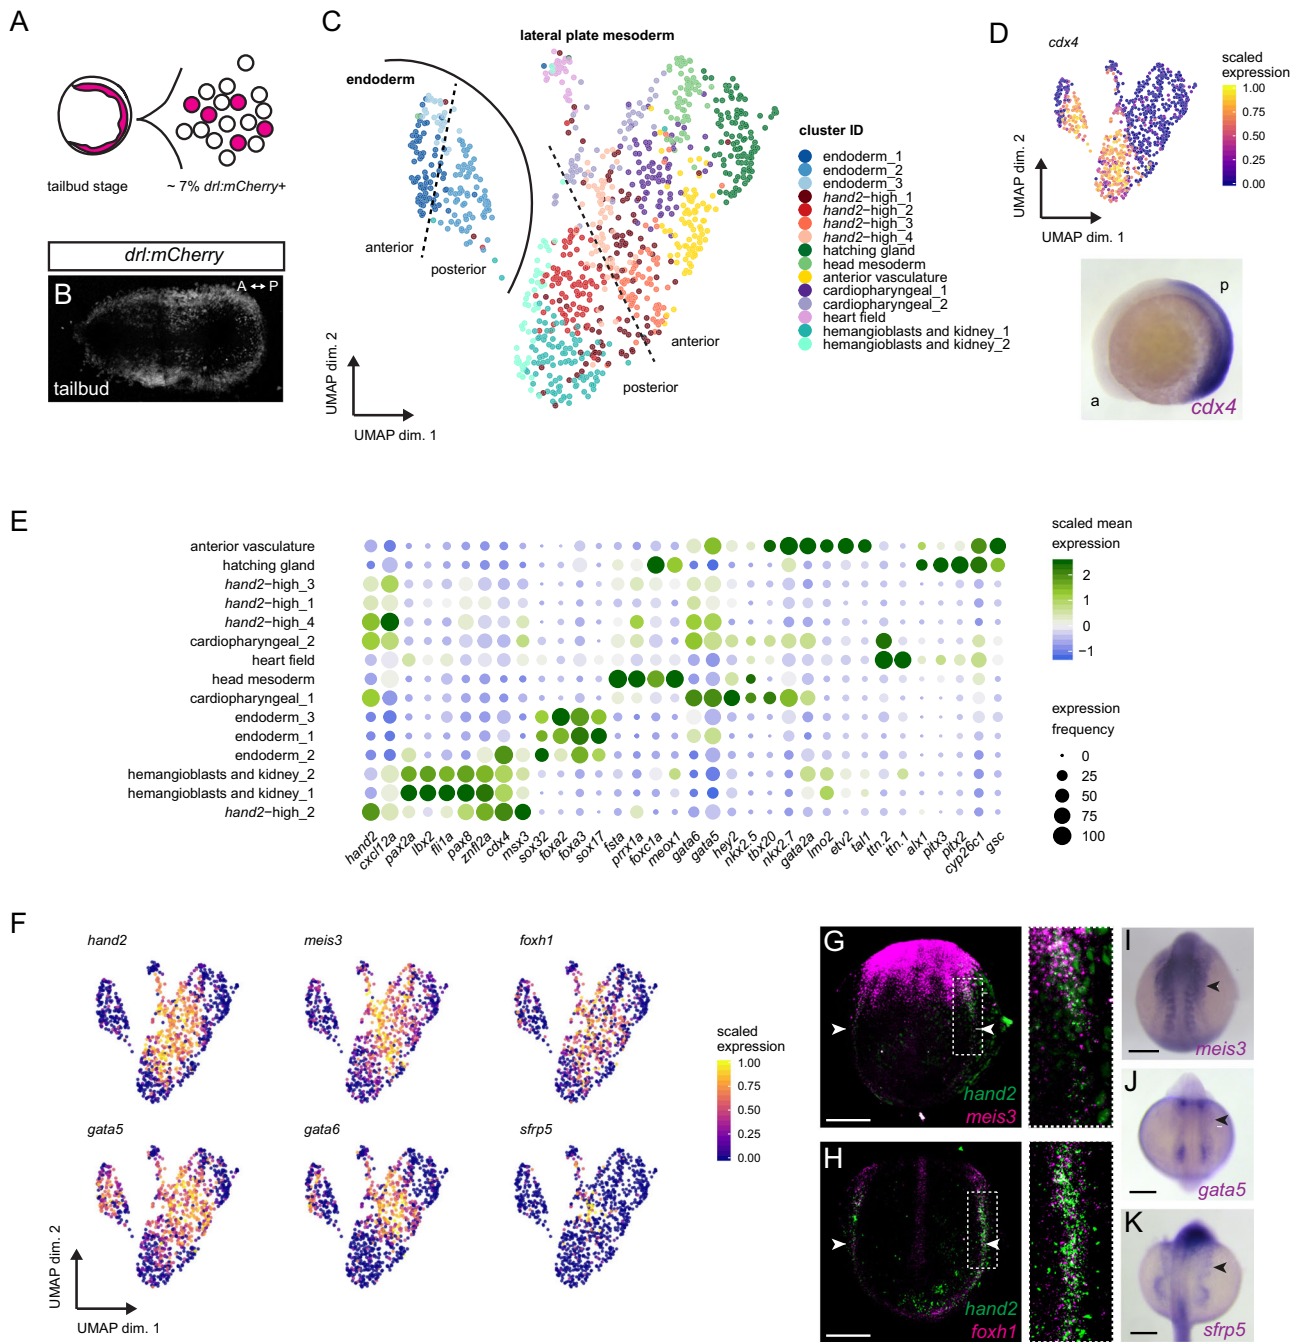 A
tailbud stage
~ 7% drl:mCherry+
drl:mCherry
B
A ↔ P
tailbud
C
lateral plate mesoderm
endoderm
anterior
posterior
anterior
posterior
UMAP dim. 2
UMAP dim. 1
cluster ID
endoderm_1
endoderm_2
endoderm_3
hand2−high_1
hand2−high_2
hand2−high_3
hand2−high_4
hatching gland
head mesoderm
anterior vasculature
cardiopharyngeal_1
cardiopharyngeal_2
heart field
hemangioblasts and kidney_1
hemangioblasts and kidney_2
D
cdx4
UMAP dim. 2
UMAP dim. 1
scaled
expression
1.00
0.75
0.50
0.25
0.00
p
a
cdx4
E
anterior vasculature
hatching gland
hand2−high_3
hand2−high_1
hand2−high_4
cardiopharyngeal_2
heart field
head mesoderm
cardiopharyngeal_1
endoderm_3
endoderm_1
endoderm_2
hemangioblasts and kidney_2
hemangioblasts and kidney_1
hand2−high_2
hand2
cxcl12a
pax2a
lbx2
fli1a
pax8
znfl2a
cdx4
msx3
sox32
foxa2
foxa3
sox17
fsta
prrx1a
foxc1a
meox1
gata6
gata5
hey2
nkx2.5
tbx20
nkx2.7
gata2a
lmo2
etv2
tal1
ttn.2
ttn.1
alx1
pitx3
pitx2
cyp26c1
gsc
scaled mean
expression
2
1
0
−1
expression
frequency
0
25
50
75
100
F
hand2
meis3
foxh1
gata5
gata6
sfrp5
UMAP dim. 2
UMAP dim. 1
scaled
expression
1.00
0.75
0.50
0.25
0.00
G
hand2
meis3
H
hand2
foxh1
I
meis3
J
gata5
K
sfrp5